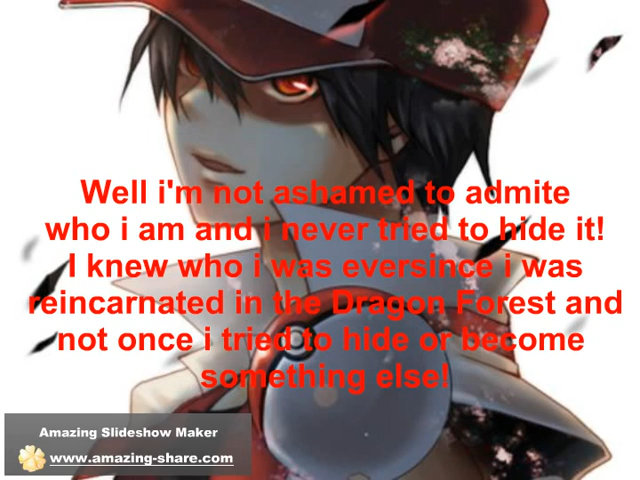 Well i'm not ashamed to admite
who i am and i never tried to hide it!
I knew who i was eversince i was
reincarnated in the Dragon Forest and
not once i tried to hide or become
something else!
Amazing Slideshow Maker
www.amazing-share.com